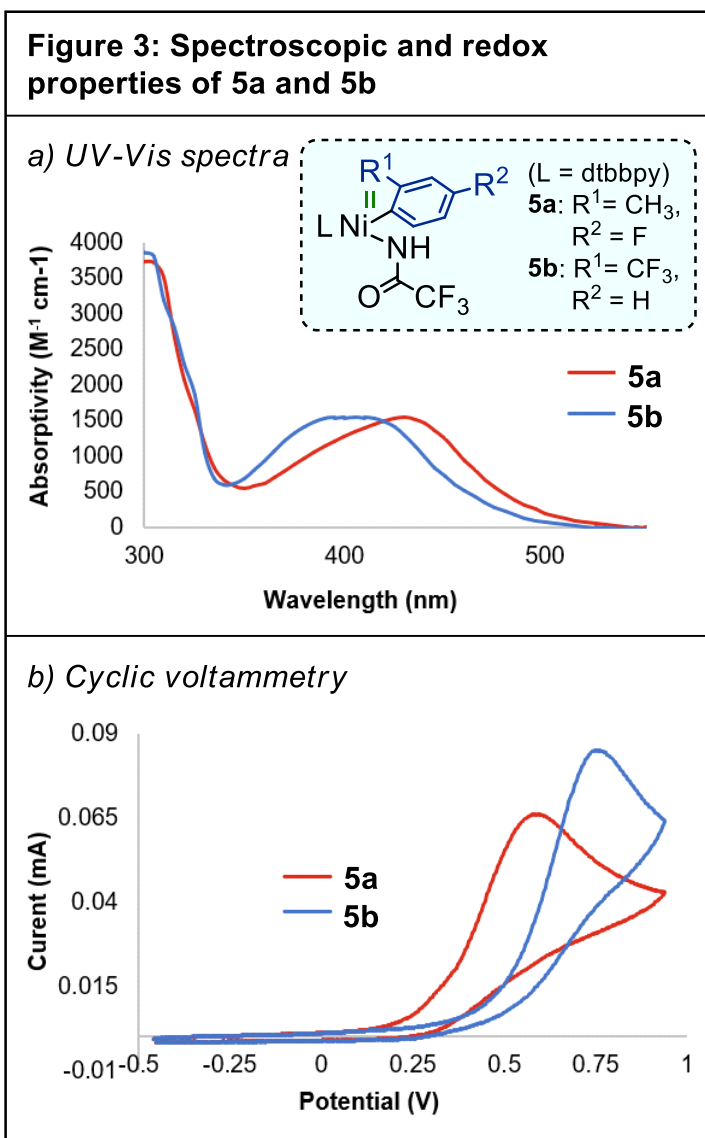 Figure 3: Spectroscopic and redox
properties of 5a and 5b
a) UV-Vis spectra
R¹
R²
II
L Ni
NH
O
CF₃
(L = dtbbpy)
5a: R¹= CH₃,
R² = F
5b: R¹= CF₃,
R² = H
Absorptivity (M⁻¹ cm-1)
4000
3500
3000
2500
2000
1500
1000
500
0
300
400
500
Wavelength (nm)
5a
5b
b) Cyclic voltammetry
Curent (mA)
0.09
0.065
0.04
0.015
-0.01
-0.5
-0.25
0
0.25
0.5
0.75
1
Potential (V)
5a
5b